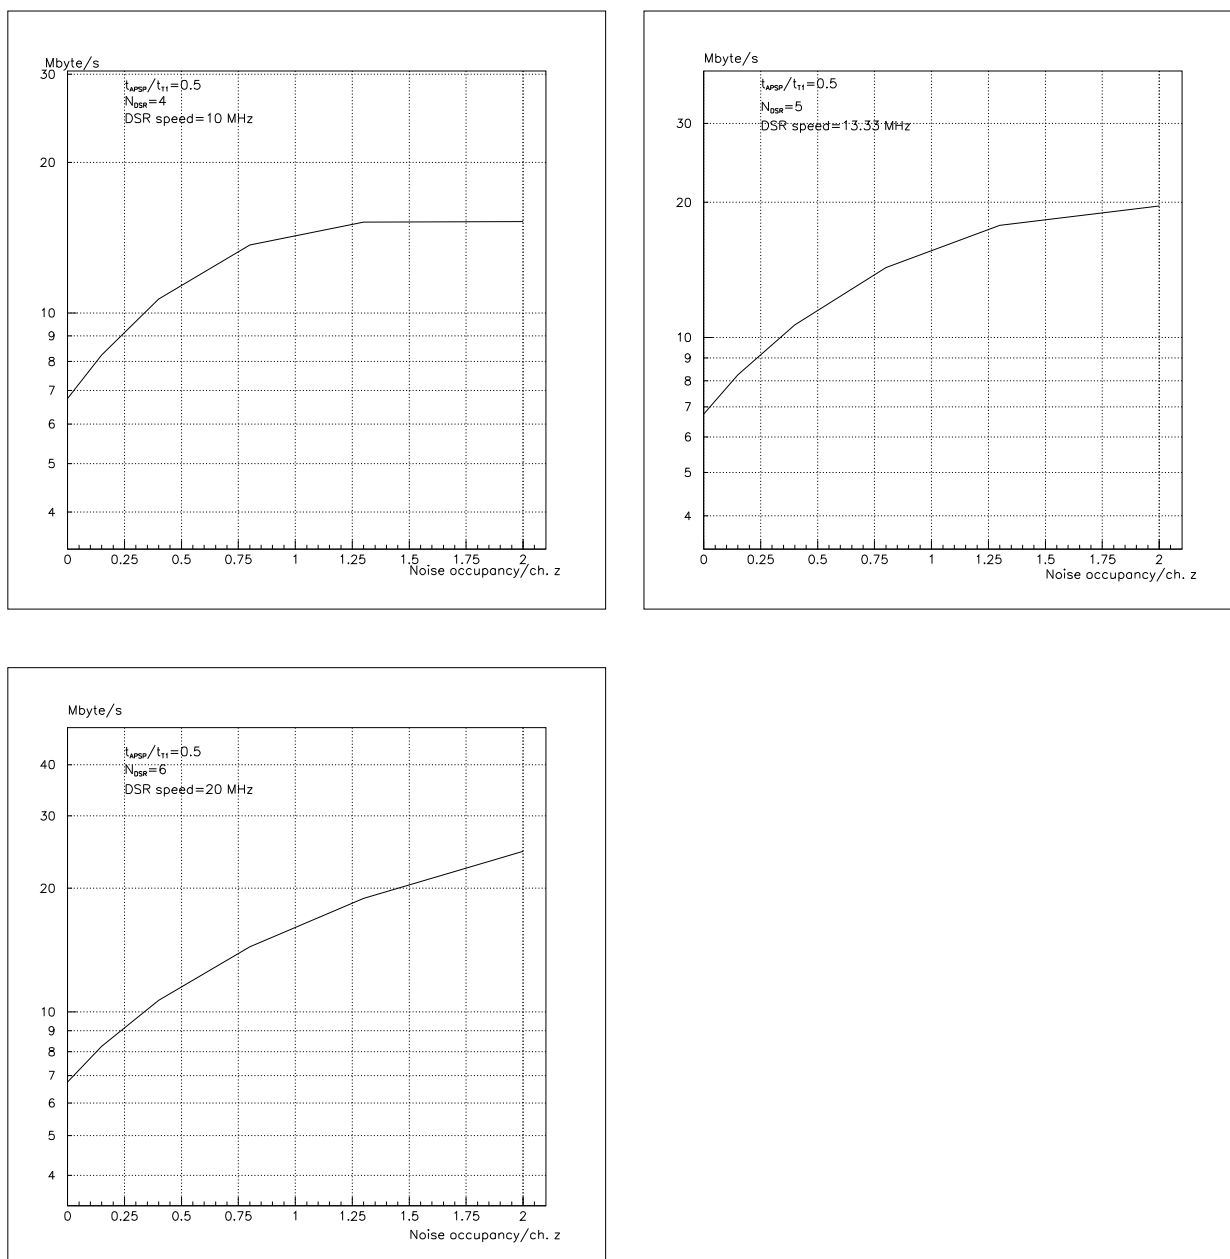 Mbyte/s
30
20
10
9
8
7
6
5
4
t_APSP/t_T1=0.5
N_DSR=4
DSR speed=10 MHz
0 0.25 0.5 0.75 1 1.25 1.5 1.75 2
Noise occupancy/ch. z
Mbyte/s
30
20
10
9
8
7
6
5
4
t_APSP/t_T1=0.5
N_DSR=5
DSR speed=13.33 MHz
0 0.25 0.5 0.75 1 1.25 1.5 1.75 2
Noise occupancy/ch. z
Mbyte/s
40
30
20
10
9
8
7
6
5
4
t_APSP/t_T1=0.5
N_DSR=6
DSR speed=20 MHz
0 0.25 0.5 0.75 1 1.25 1.5 1.75 2
Noise occupancy/ch. z